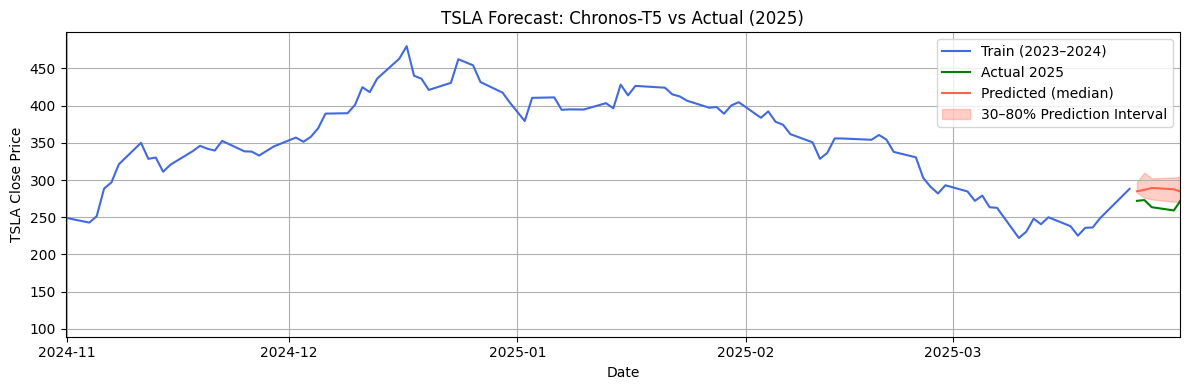 TSLA Forecast: Chronos-T5 vs Actual (2025)
Train (2023–2024)
Actual 2025
Predicted (median)
30–80% Prediction Interval
TSLA Close Price
450
400
350
300
250
200
150
100
2024-11 2024-12 2025-01 2025-02 2025-03
Date